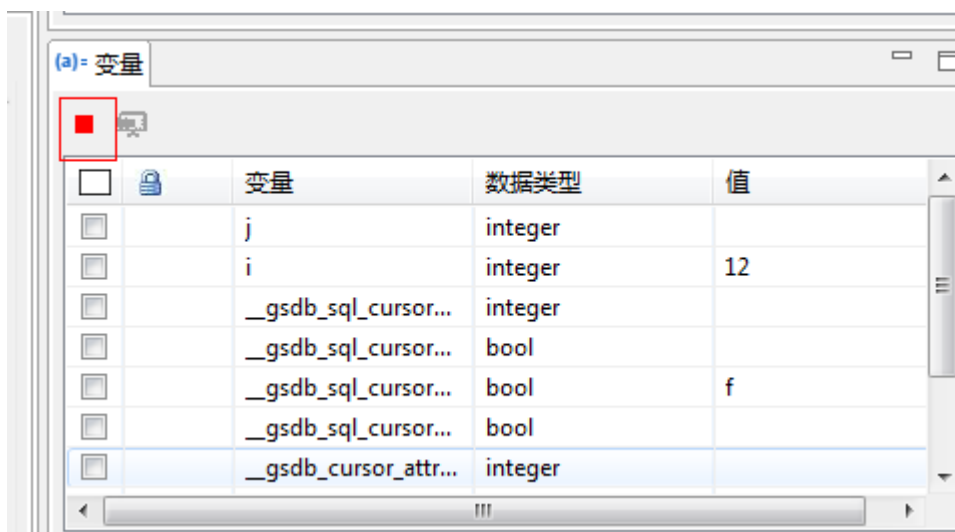 (a)= 变量
变量 数据类型 值
j integer
i integer 12
__gsdb_sql_cursor... integer
__gsdb_sql_cursor... bool
__gsdb_sql_cursor... bool f
__gsdb_sql_cursor... bool
__gsdb_cursor_attr... integer